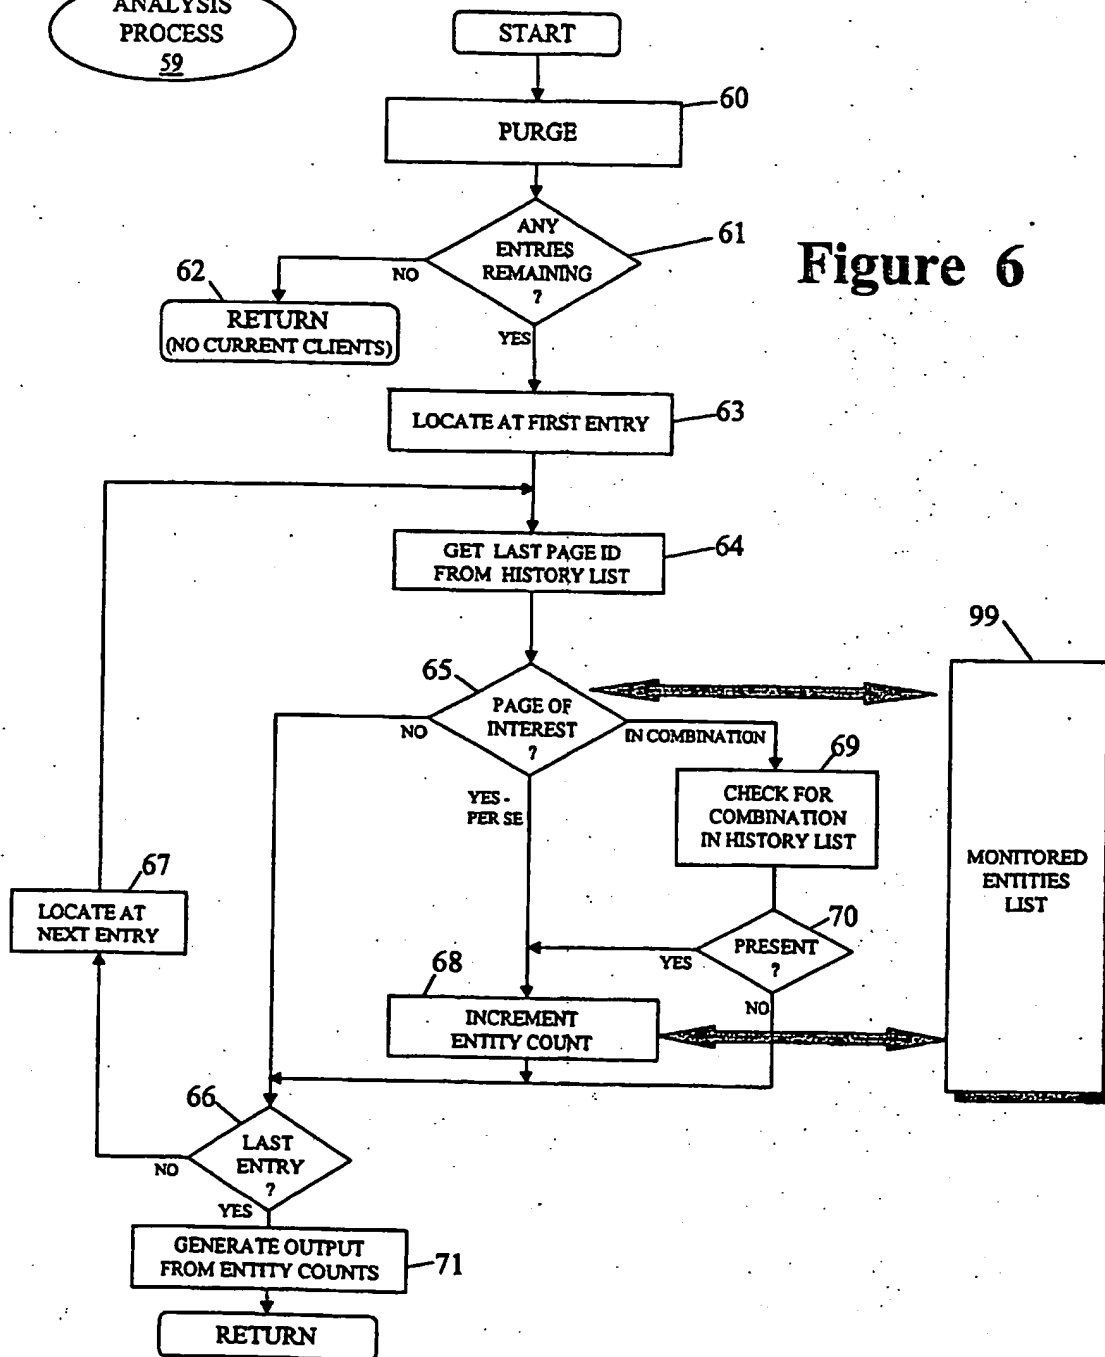 ANALYSIS
PROCESS
59
START
60
PURGE
61
ANY
ENTRIES
REMAINING
?
NO
YES
Figure 6
62
RETURN
(NO CURRENT CLIENTS)
LOCATE AT FIRST ENTRY
63
GET LAST PAGE ID
FROM HISTORY LIST
64
99
65
PAGE OF
INTEREST
?
NO
IN COMBINATION
YES -
PER SE
69
CHECK FOR
COMBINATION
IN HISTORY LIST
MONITORED
ENTITIES
LIST
67
LOCATE AT
NEXT ENTRY
70
PRESENT
?
YES
NO
68
INCREMENT
ENTITY COUNT
66
LAST
ENTRY
?
NO
YES
GENERATE OUTPUT
FROM ENTITY COUNTS
71
RETURN